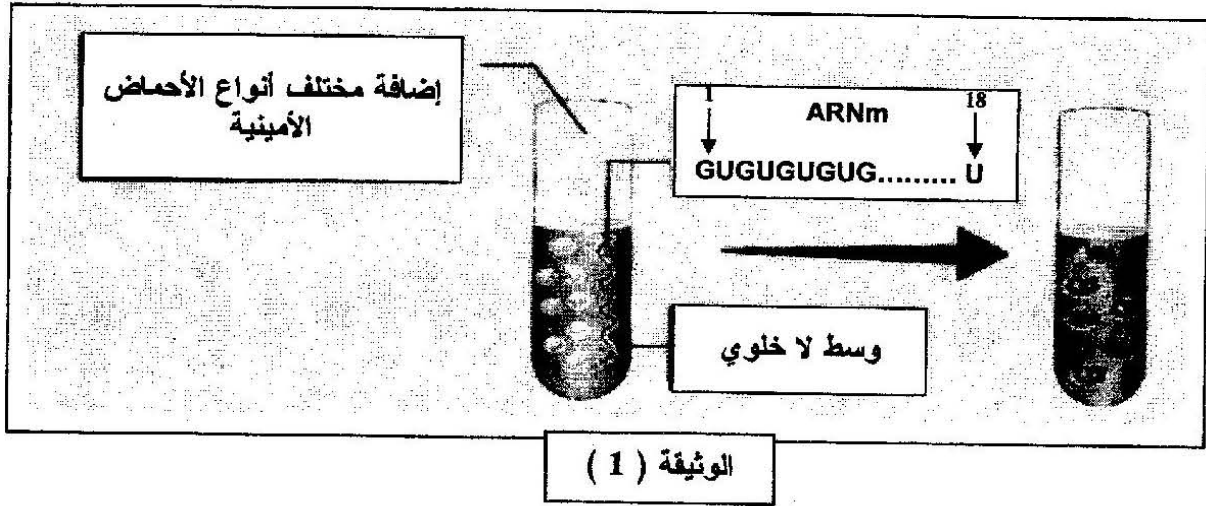 إضافة مختلف أنواع الأحماض
الأمينية
1 18
ARNm
GUGUGUGUG......... U
وسط لا خلوي
الوثيقة ( 1 )